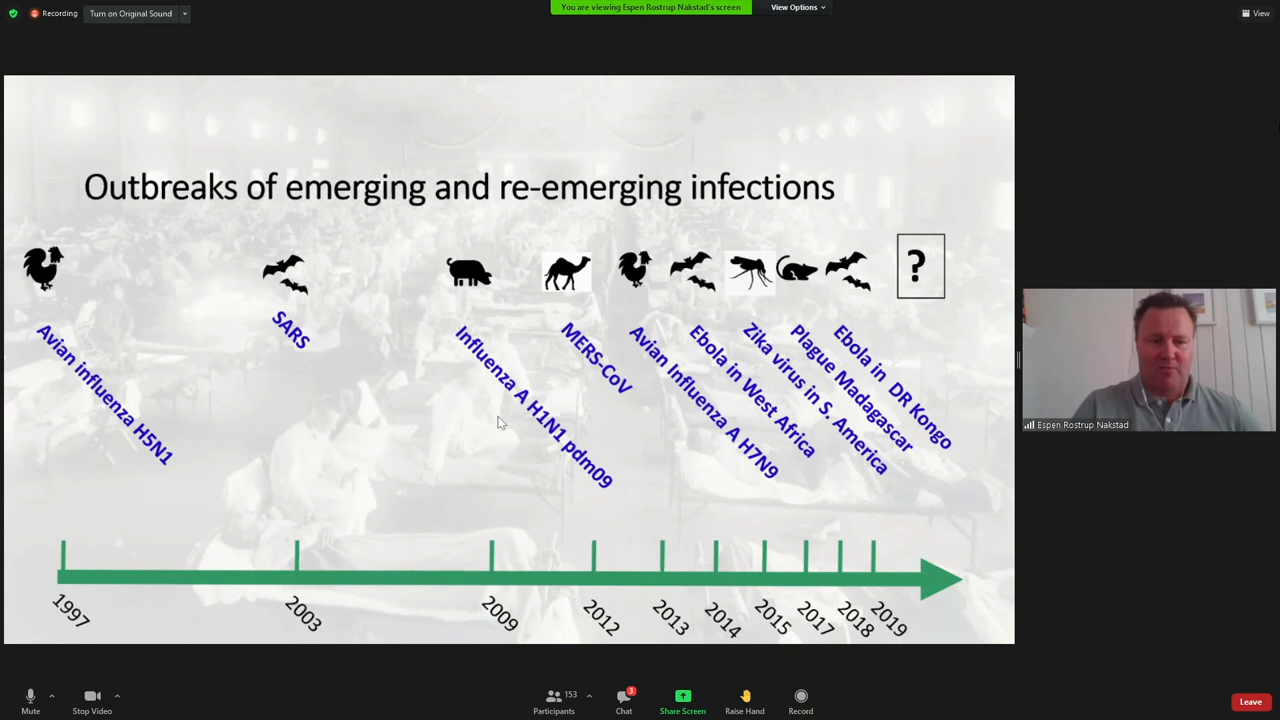 Recording
Turn on Original Sound
You are viewing Espen Rostrup Nakstad's screen
View Options
View
Outbreaks of emerging and re-emerging infections
?
Avian influenza H5N1
SARS
Influenza A H1N1 pdm09
MERS-CoV
Avian Influenza A H7N9
Ebola in West Africa
Zika virus in S. America
Plague Madagascar
Ebola in DR Kongo
Espen Rostrup Nakstad
1997
2003
2009
2012
2013
2014
2015
2017
2018
2019
Mute
Stop Video
153
Participants
3
Chat
Share Screen
Raise Hand
Record
Leave